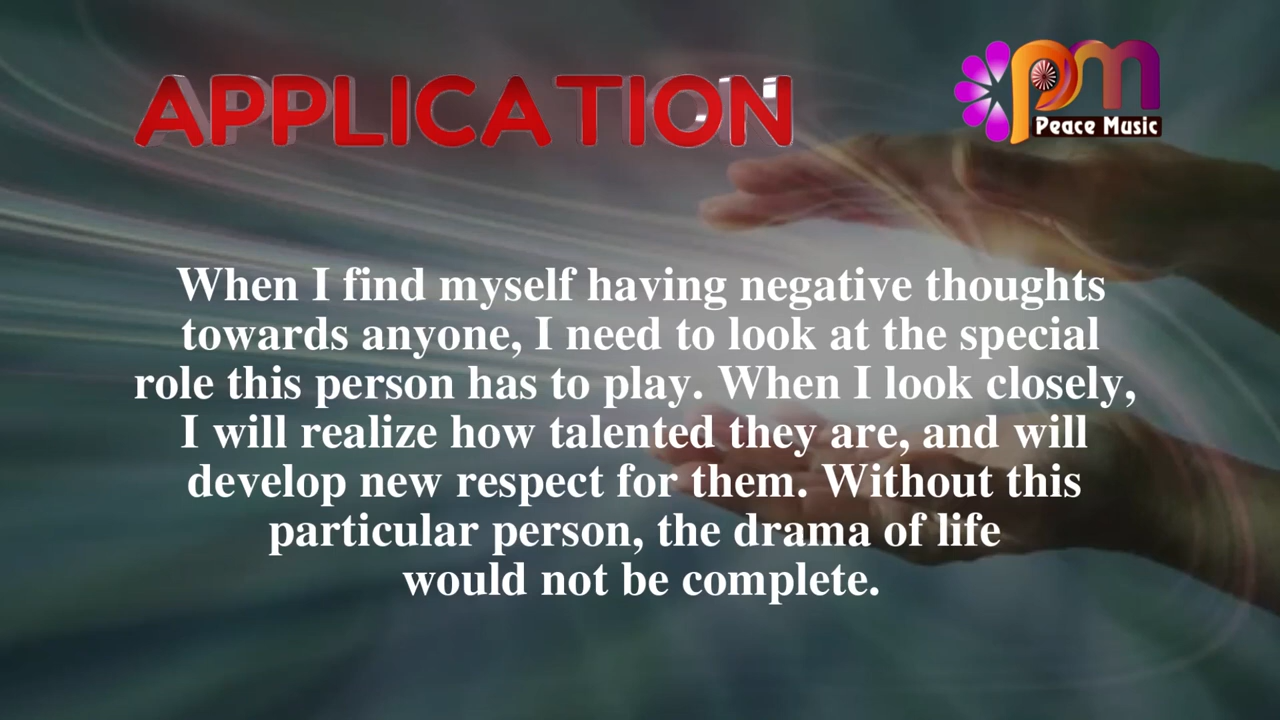 APPLICATION
pm
Peace Music
When I find myself having negative thoughts
towards anyone, I need to look at the special
role this person has to play. When I look closely,
I will realize how talented they are, and will
develop new respect for them. Without this
particular person, the drama of life
would not be complete.